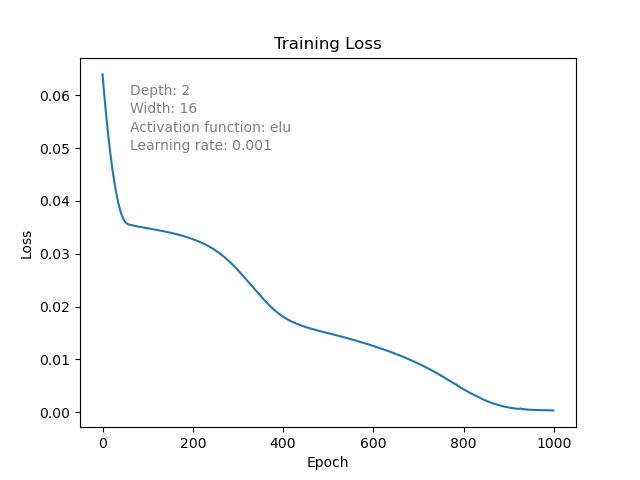 Training Loss
Depth: 2
Width: 16
Activation function: elu
Learning rate: 0.001
0.06
0.05
0.04
0.03
0.02
0.01
0.00
Loss
0
200
400
600
800
1000
Epoch